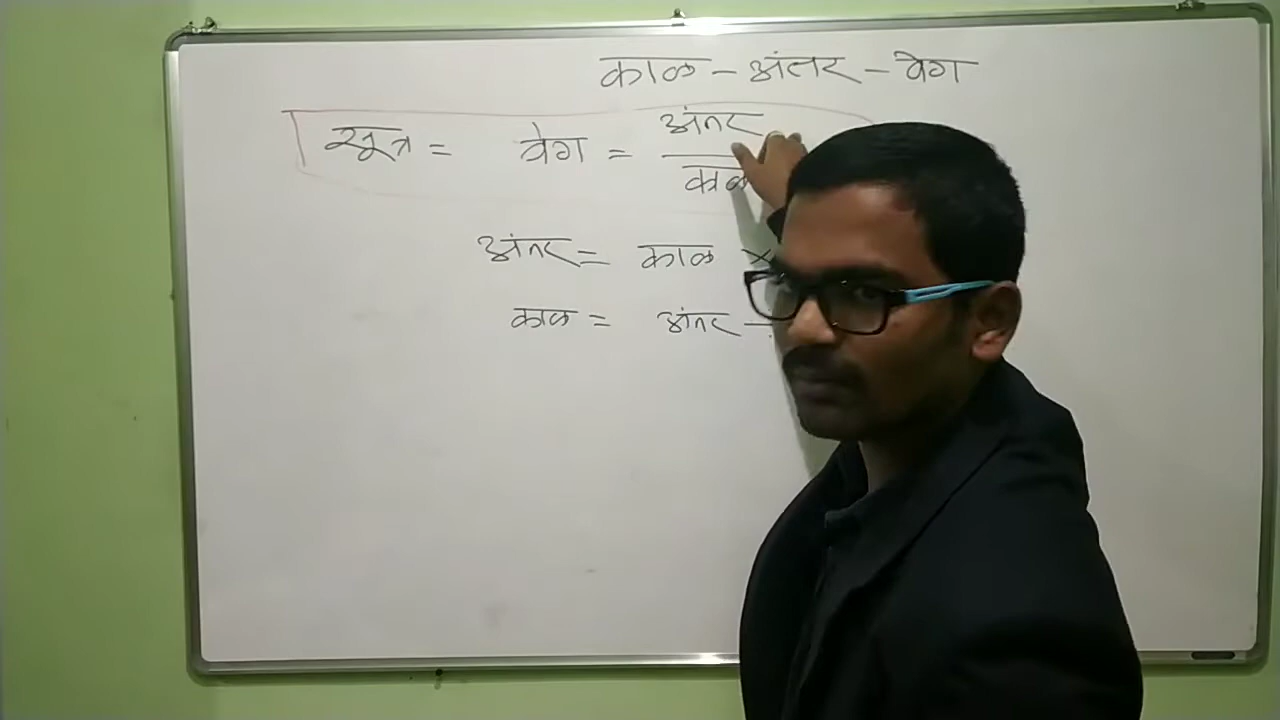 काळ - अंतर - वेग
सूत्र = वेग = अंतर
काळ
अंतर = काळ ×
काळ = अंतर ÷